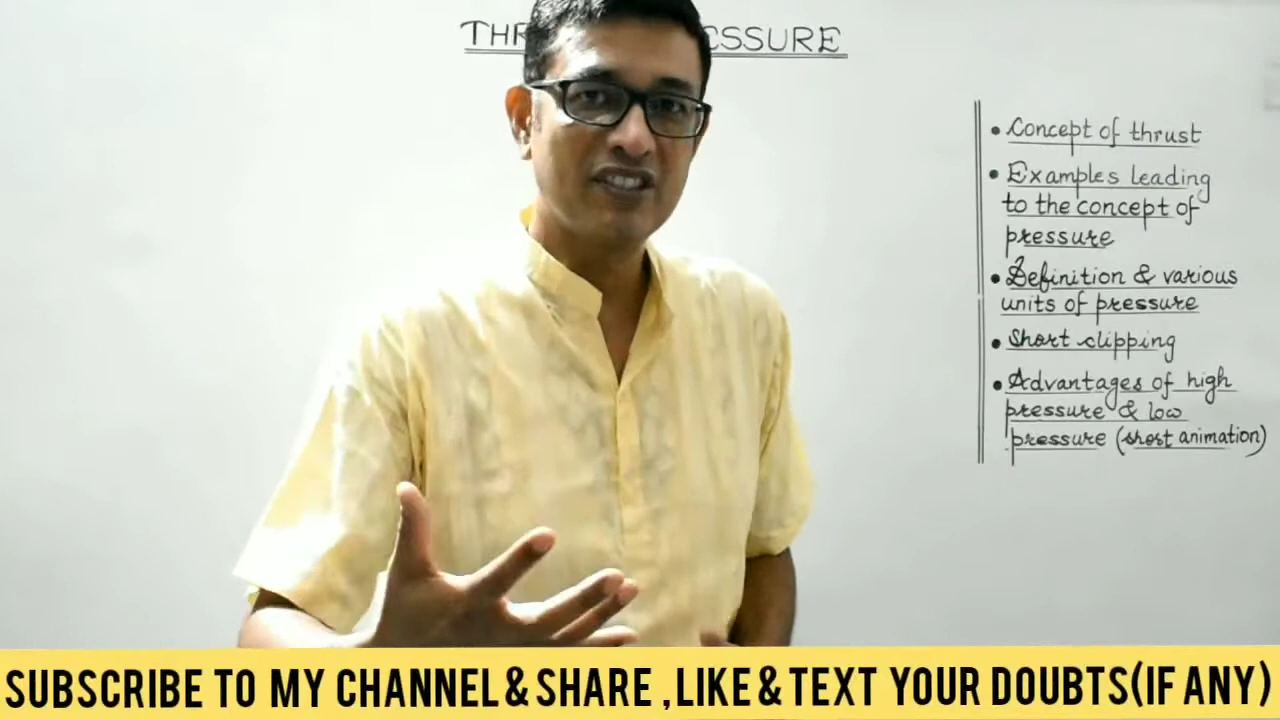 THR ESSURE
• Concept of thrust
• Examples leading
to the concept of
pressure
• Definition & various
units of pressure
• Short clipping
• Advantages of high
pressure & low
pressure (short animation)
SUBSCRIBE TO MY CHANNEL & SHARE , LIKE & TEXT YOUR DOUBTS(IF ANY)